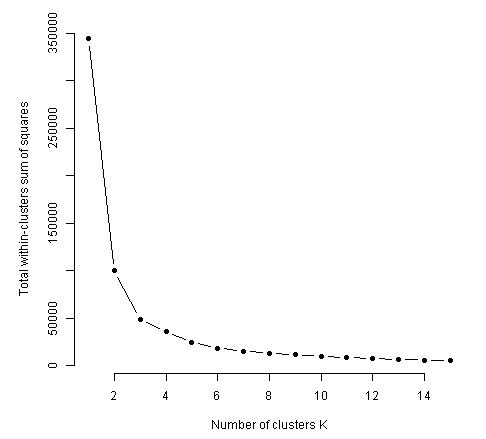 350000
250000
150000
50000
0
Total within-clusters sum of squares
2 4 6 8 10 12 14
Number of clusters K